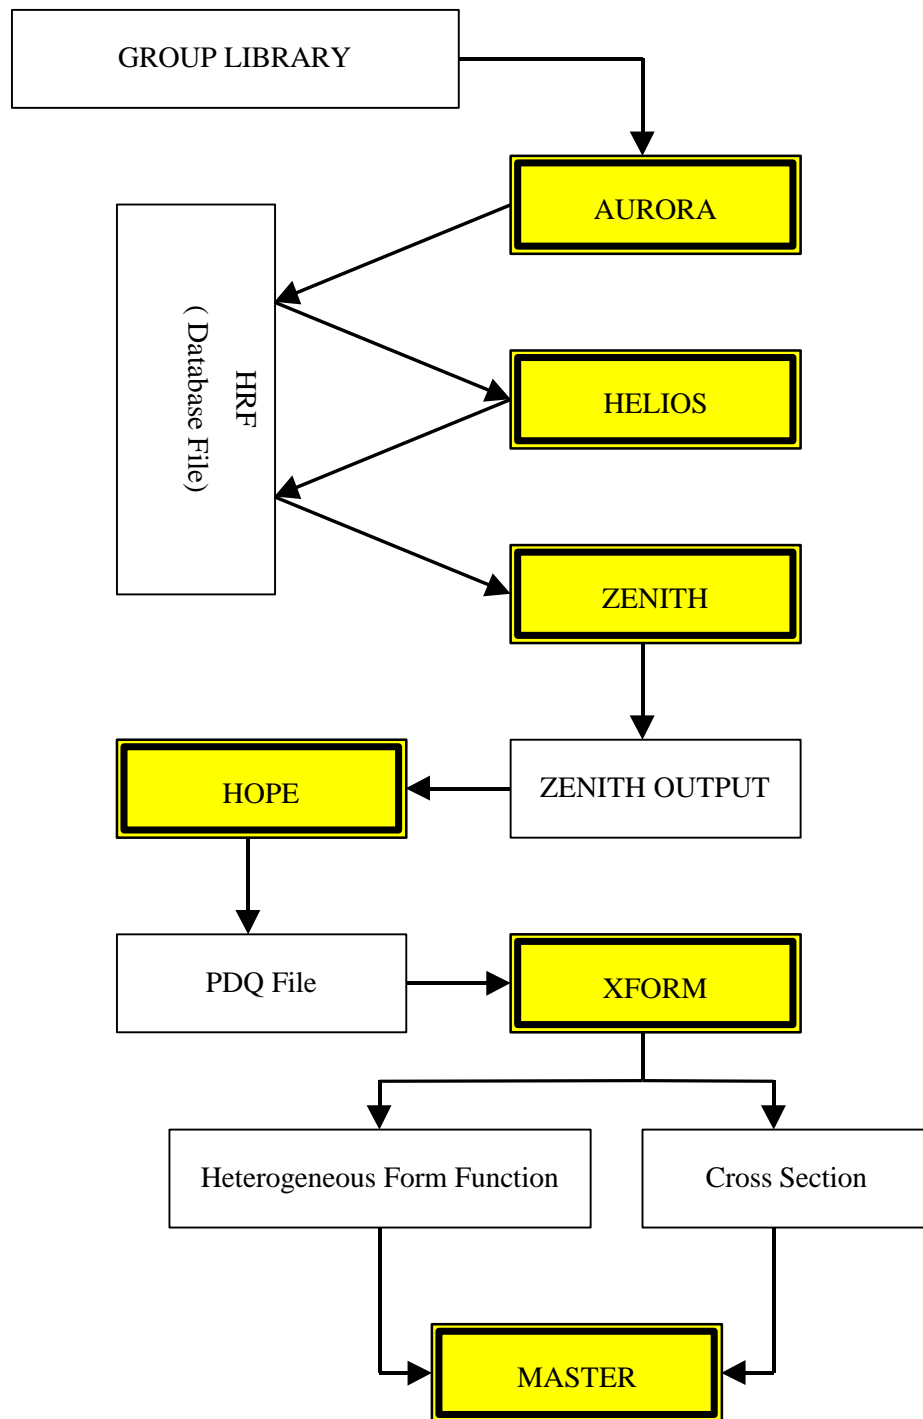 GROUP LIBRARY
AURORA
HRF
( Database File)
HELIOS
ZENITH
HOPE
ZENITH OUTPUT
PDQ File
XFORM
Heterogeneous Form Function
Cross Section
MASTER